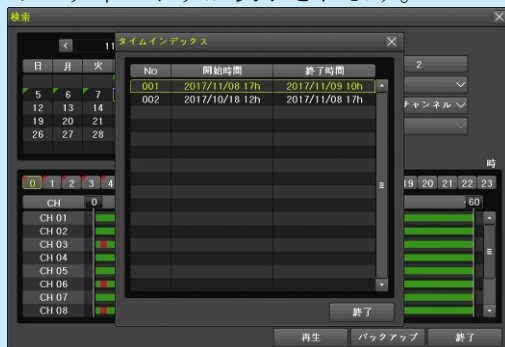 検索
タイムインデックス
11
2
日 月 火
No 開始時間 終了時間
001 2017/11/08 17h 2017/11/09 10h
002 2017/10/18 12h 2017/11/08 17h
5 6 7
チャンネル
12 13 14
19 20 21
26 27 28
時
0 1 2 3 4 19 20 21 22 23
CH 0 60
CH 01
CH 02
CH 03
CH 04
CH 05
CH 06
CH 07
CH 08
終了
再生 バックアップ 終了